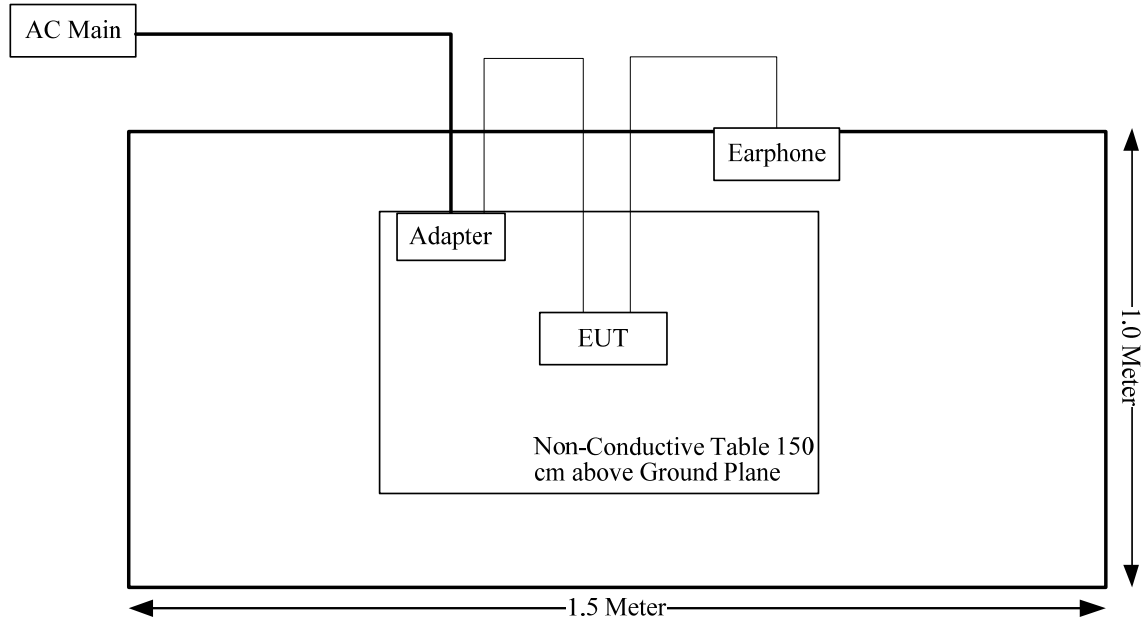 AC Main
Earphone
Adapter
EUT
Non-Conductive Table 150
cm above Ground Plane
1.0 Meter
1.5 Meter